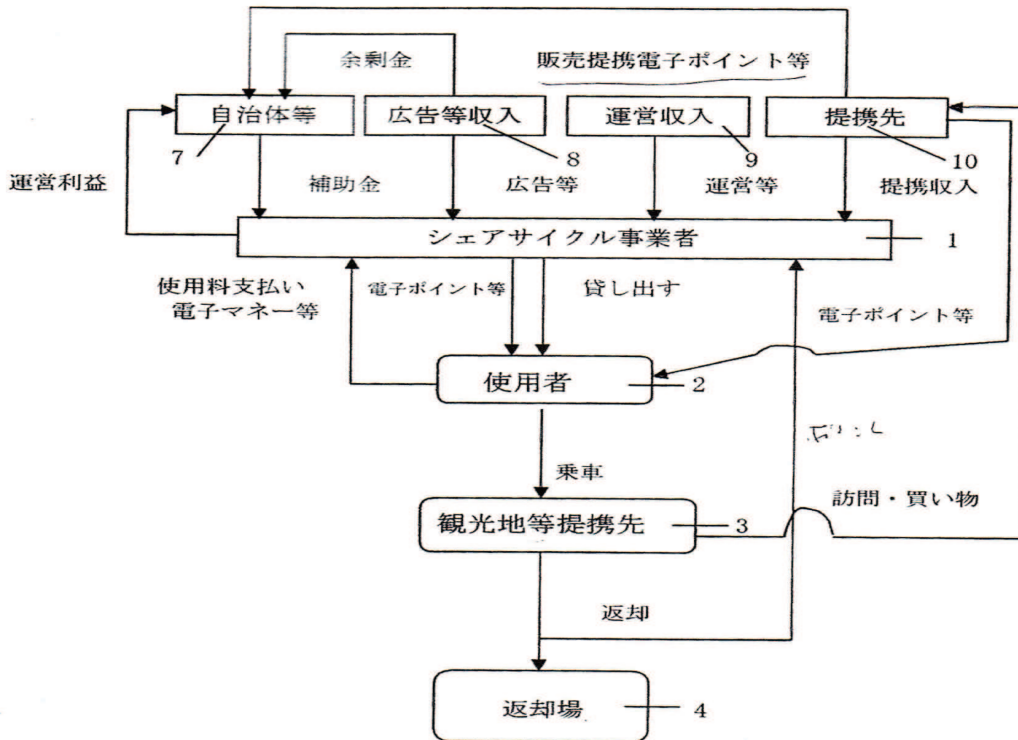 余剰金
販売提携電子ポイント等
自治体等
広告等収入
運営収入
提携先
7
8
9
10
運営利益
補助金
広告等
運営等
提携収入
シェアサイクル事業者
1
使用料支払い
電子マネー等
電子ポイント等
貸し出す
電子ポイント等
使用者
2
乗車
訪問・買い物
観光地等提携先
3
返却
返却場
4